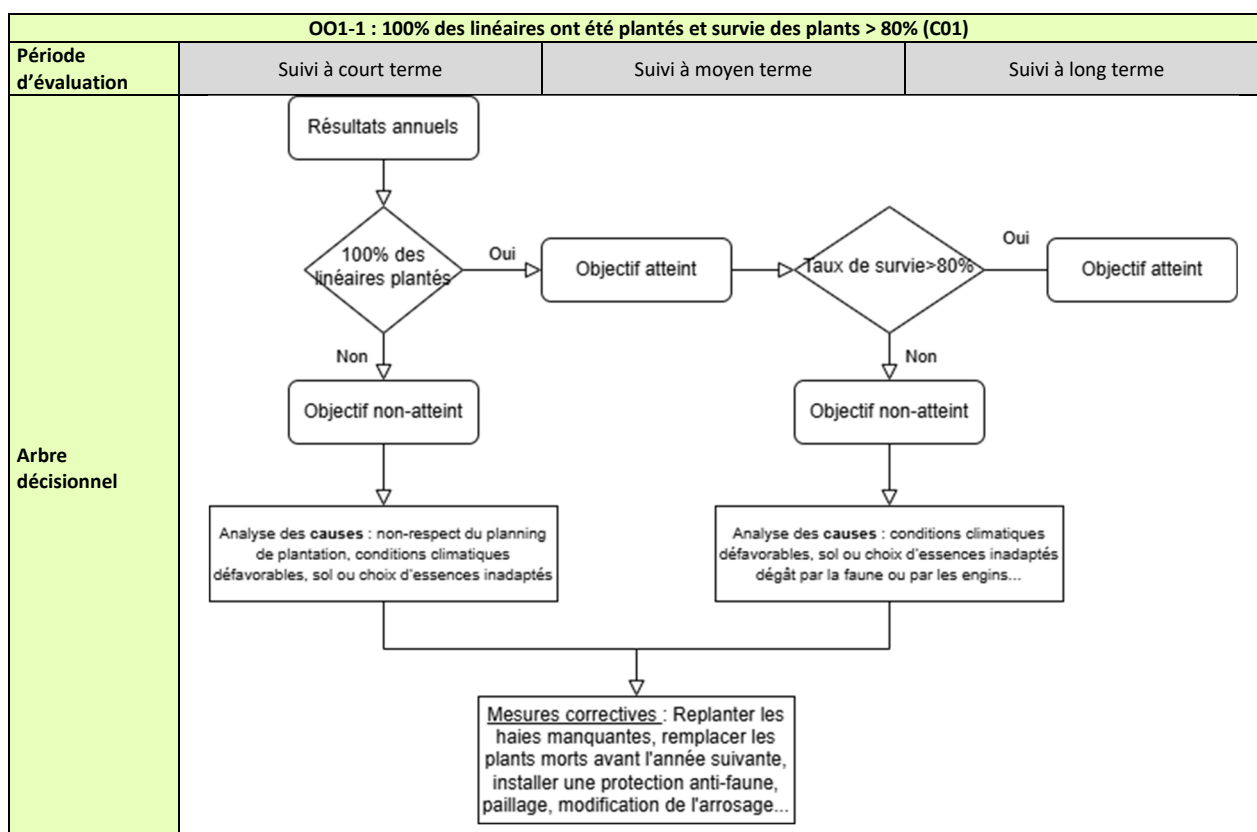 OO1-1 : 100% des linéaires ont été plantés et survie des plants > 80% (C01)
Période
d'évaluation
Suivi à court terme
Suivi à moyen terme
Suivi à long terme
Arbre
décisionnel
Résultats annuels
100% des
linéaires plantés
Oui
Objectif atteint
Taux de survie>80%
Oui
Objectif atteint
Non
Objectif non-atteint
Non
Objectif non-atteint
Analyse des causes : non-respect du planning
de plantation, conditions climatiques
défavorables, sol ou choix d'essences inadaptés
Analyse des causes : conditions climatiques
défavorables, sol ou choix d'essences inadaptés
dégât par la faune ou par les engins...
Mesures correctives : Replanter les
haies manquantes, remplacer les
plants morts avant l'année suivante,
installer une protection anti-faune,
paillage, modification de l'arrosage...